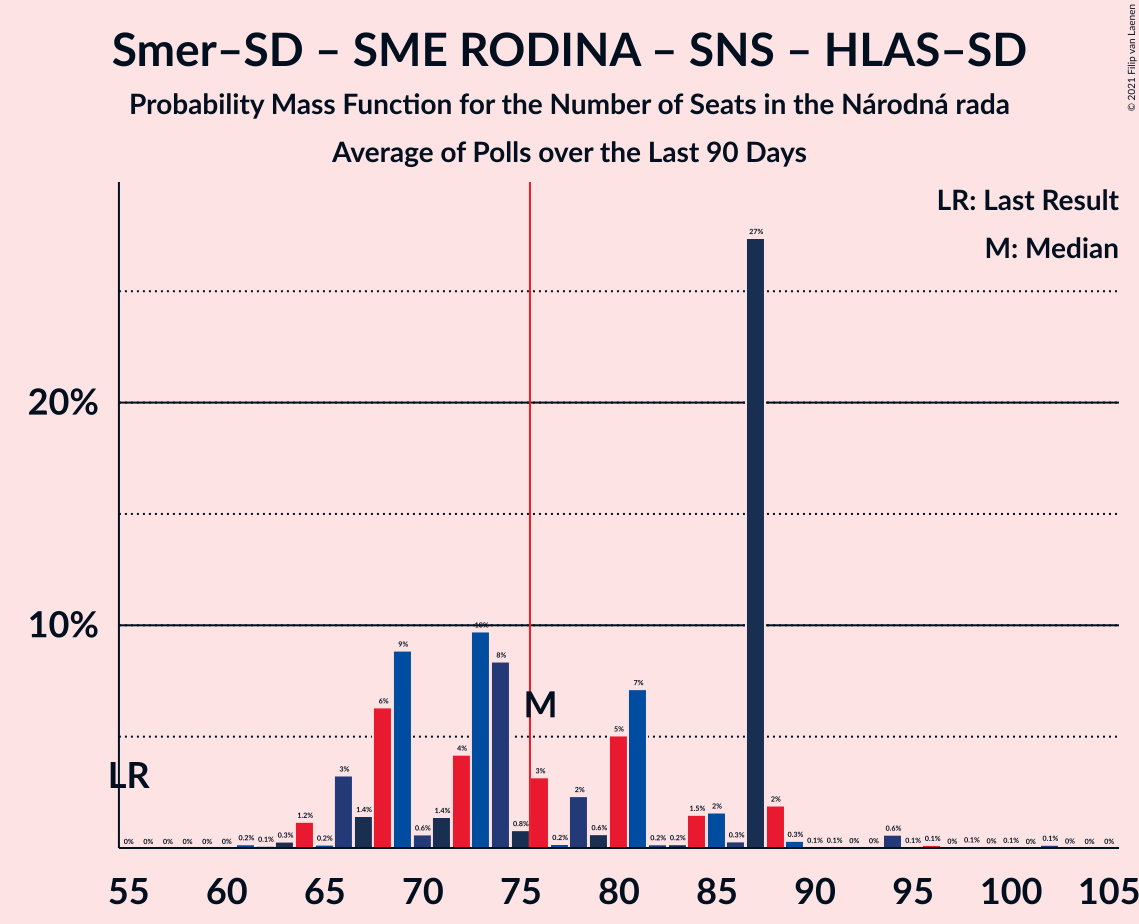 Smer–SD – SME RODINA – SNS – HLAS–SD
Probability Mass Function for the Number of Seats in the Národná rada
Average of Polls over the Last 90 Days
© 2021 Filip van Laenen
LR: Last Result
M: Median
20%
10%
LR
M
0% 0% 0% 0% 0% 0% 0.2% 0.1% 0.3% 1.2% 0.2% 3% 1.4% 6% 9% 0.6% 1.4% 4% 10% 8% 0.8% 3% 0.2% 2% 0.6% 5% 7% 0.2% 0.2% 1.5% 2% 0.3% 27% 2% 0.3% 0.1% 0.1% 0% 0% 0.6% 0.1% 0.1% 0% 0.1% 0% 0.1% 0% 0.1% 0% 0% 0%
55 60 65 70 75 80 85 90 95 100 105